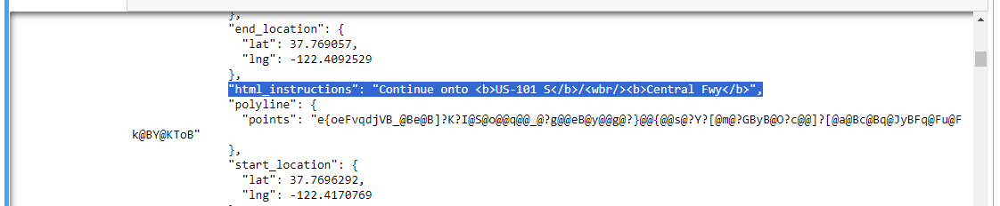 },
"end_location": {
"lat": 37.769057,
"lng": -122.4092529
},
"html_instructions": "Continue onto <b>US-101 S</b>/<wbr/><b>Central Fwy</b>",
"polyline": {
"points": "e{oeFvqdjVB_@Be@B]?K?I@S@o@@q@@_@?g@@eB@y@@g@?}@@{@@s@?Y?[@m@?GByB@O?c@@]?[@a@Bc@Bq@JyBFq@Fu@F
k@BY@KToB"
},
"start_location": {
"lat": 37.7696292,
"lng": -122.4170769